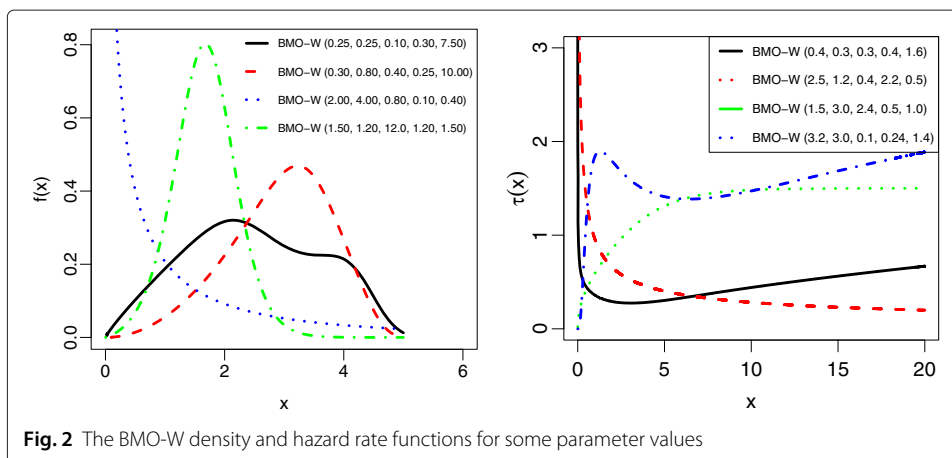 f(x)
0.0 0.2 0.4 0.6 0.8
BMO−W (0.25, 0.25, 0.10, 0.30, 7.50)
BMO−W (0.30, 0.80, 0.40, 0.25, 10.00)
BMO−W (2.00, 4.00, 0.80, 0.10, 0.40)
BMO−W (1.50, 1.20, 12.0, 1.20, 1.50)
0 2 4 6
x
τ(x)
0 1 2 3
BMO−W (0.4, 0.3, 0.3, 0.4, 1.6)
BMO−W (2.5, 1.2, 0.4, 2.2, 0.5)
BMO−W (1.5, 3.0, 2.4, 0.5, 1.0)
BMO−W (3.2, 3.0, 0.1, 0.24, 1.4)
0 5 10 15 20
x
Fig. 2 The BMO-W density and hazard rate functions for some parameter values